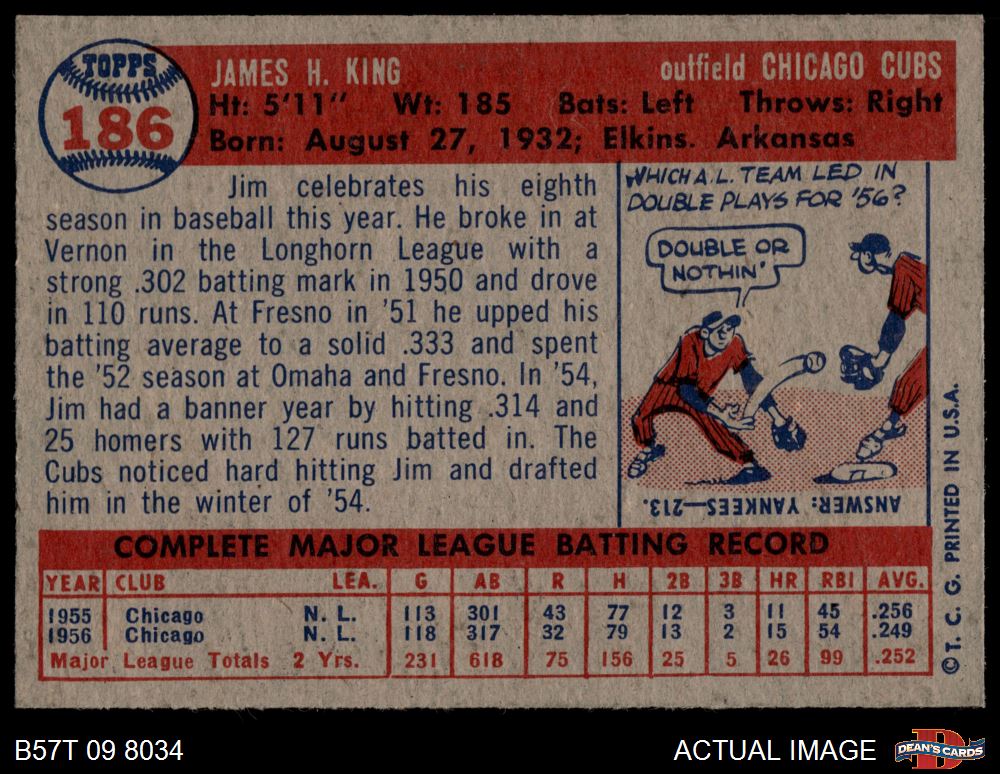 TOPPS
186
JAMES H. KING
outfield CHICAGO CUBS
Ht: 5'11" Wt: 185 Bats: Left Throws: Right
Born: August 27, 1932; Elkins. Arkansas
Jim celebrates his eighth
season in baseball this year. He broke in at
Vernon in the Longhorn League with a
strong .302 batting mark in 1950 and drove
in 110 runs. At Fresno in '51 he upped his
batting average to a solid .333 and spent
the '52 season at Omaha and Fresno. In '54,
Jim had a banner year by hitting .314 and
25 homers with 127 runs batted in. The
Cubs noticed hard hitting Jim and drafted
him in the winter of '54.
WHICH A.L. TEAM LED IN
DOUBLE PLAYS FOR '56?
DOUBLE OR
NOTHIN'
ANSWER: YANKEES—213.
COMPLETE MAJOR LEAGUE BATTING RECORD
YEAR CLUB LEA. G AB R H 2B 3B HR RBI AVG.
1955 Chicago N. L. 113 301 43 77 12 3 11 45 .256
1956 Chicago N. L. 118 317 32 79 13 2 15 54 .249
Major League Totals 2 Yrs. 231 618 75 156 25 5 26 99 .252
© T. C. G. PRINTED IN U.S.A.
B57T 09 8034
ACTUAL IMAGE
D
DEAN'S CARDS